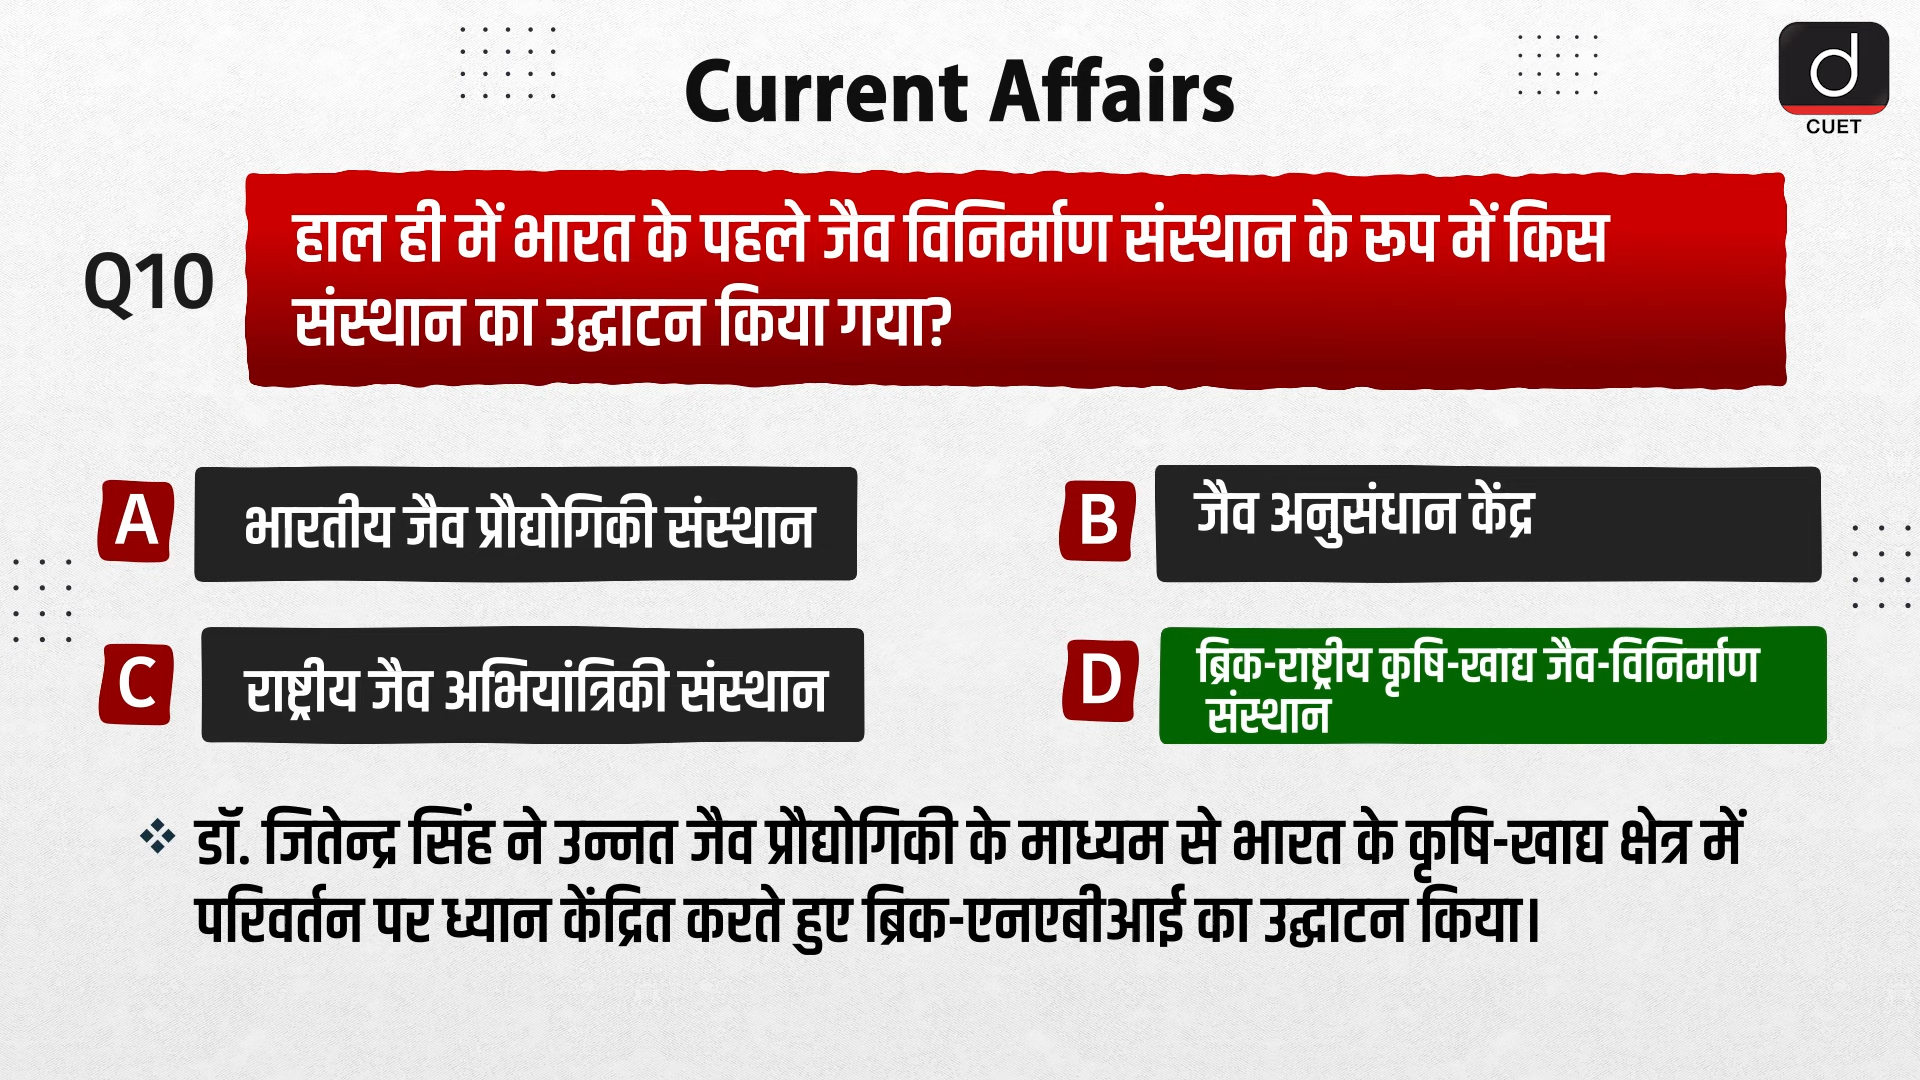 Current Affairs
CUET
Q10
हाल ही में भारत के पहले जैव विनिर्माण संस्थान के रूप में किस
संस्थान का उद्घाटन किया गया?
A
भारतीय जैव प्रौद्योगिकी संस्थान
B
जैव अनुसंधान केंद्र
C
राष्ट्रीय जैव अभियांत्रिकी संस्थान
D
ब्रिक-राष्ट्रीय कृषि-खाद्य जैव-विनिर्माण
संस्थान
डॉ. जितेन्द्र सिंह ने उन्नत जैव प्रौद्योगिकी के माध्यम से भारत के कृषि-खाद्य क्षेत्र में
परिवर्तन पर ध्यान केंद्रित करते हुए ब्रिक-एनएबीआई का उद्घाटन किया।